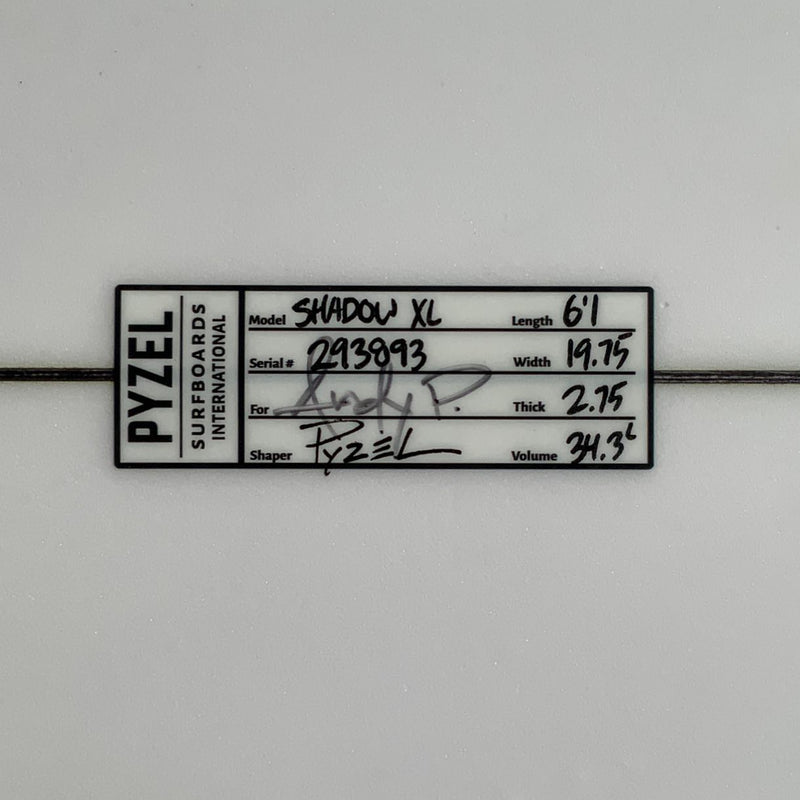 PYZEL
SURFBOARDS
INTERNATIONAL
Model SHADOW XL Length 6'1
Serial # 293893 Width 19.75
For Andy P. Thick 2.75
Shaper PYZEL Volume 34.3L